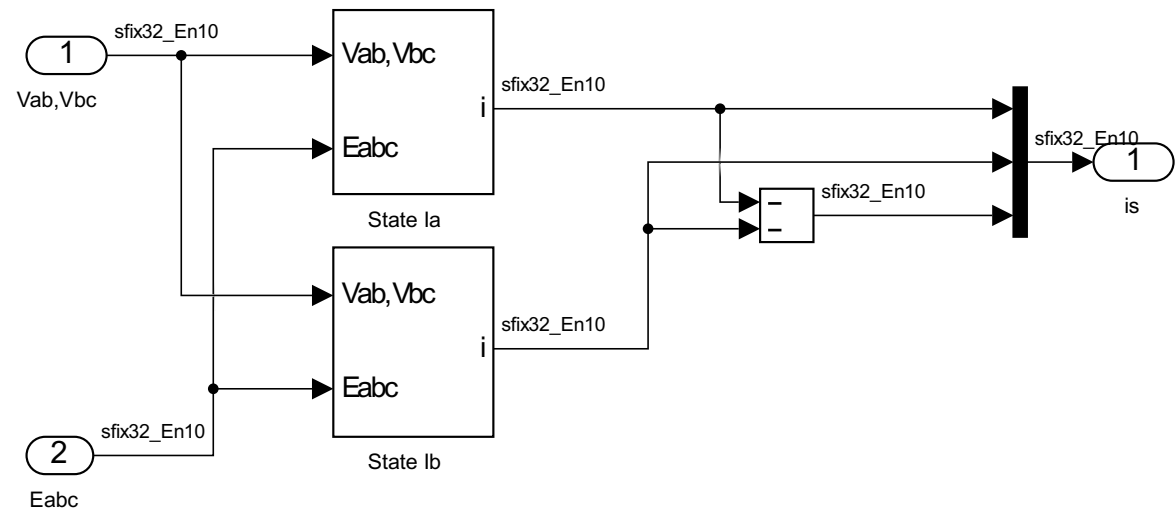 sfix32_En10
1
Vab,Vbc
Vab,Vbc
Eabc
i
State Ia
sfix32_En10
sfix32_En10
1
is
−
−
sfix32_En10
Vab,Vbc
Eabc
i
State Ib
sfix32_En10
sfix32_En10
2
Eabc